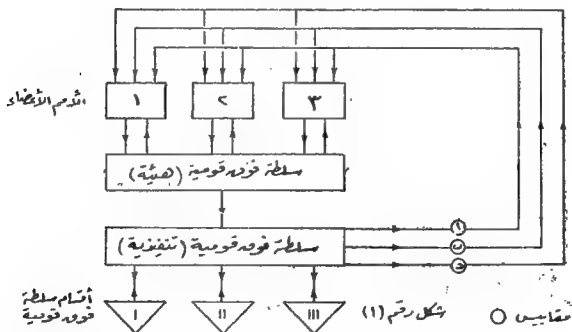 الأمم الأعضاء
١
٢
٣
سلطة فوق قومية (هيئة)
سلطة فوق قومية (تنفيذية)
أقسام سلطة
فوق قومية
I
II
III
شكل رقم (١)
مقاييس